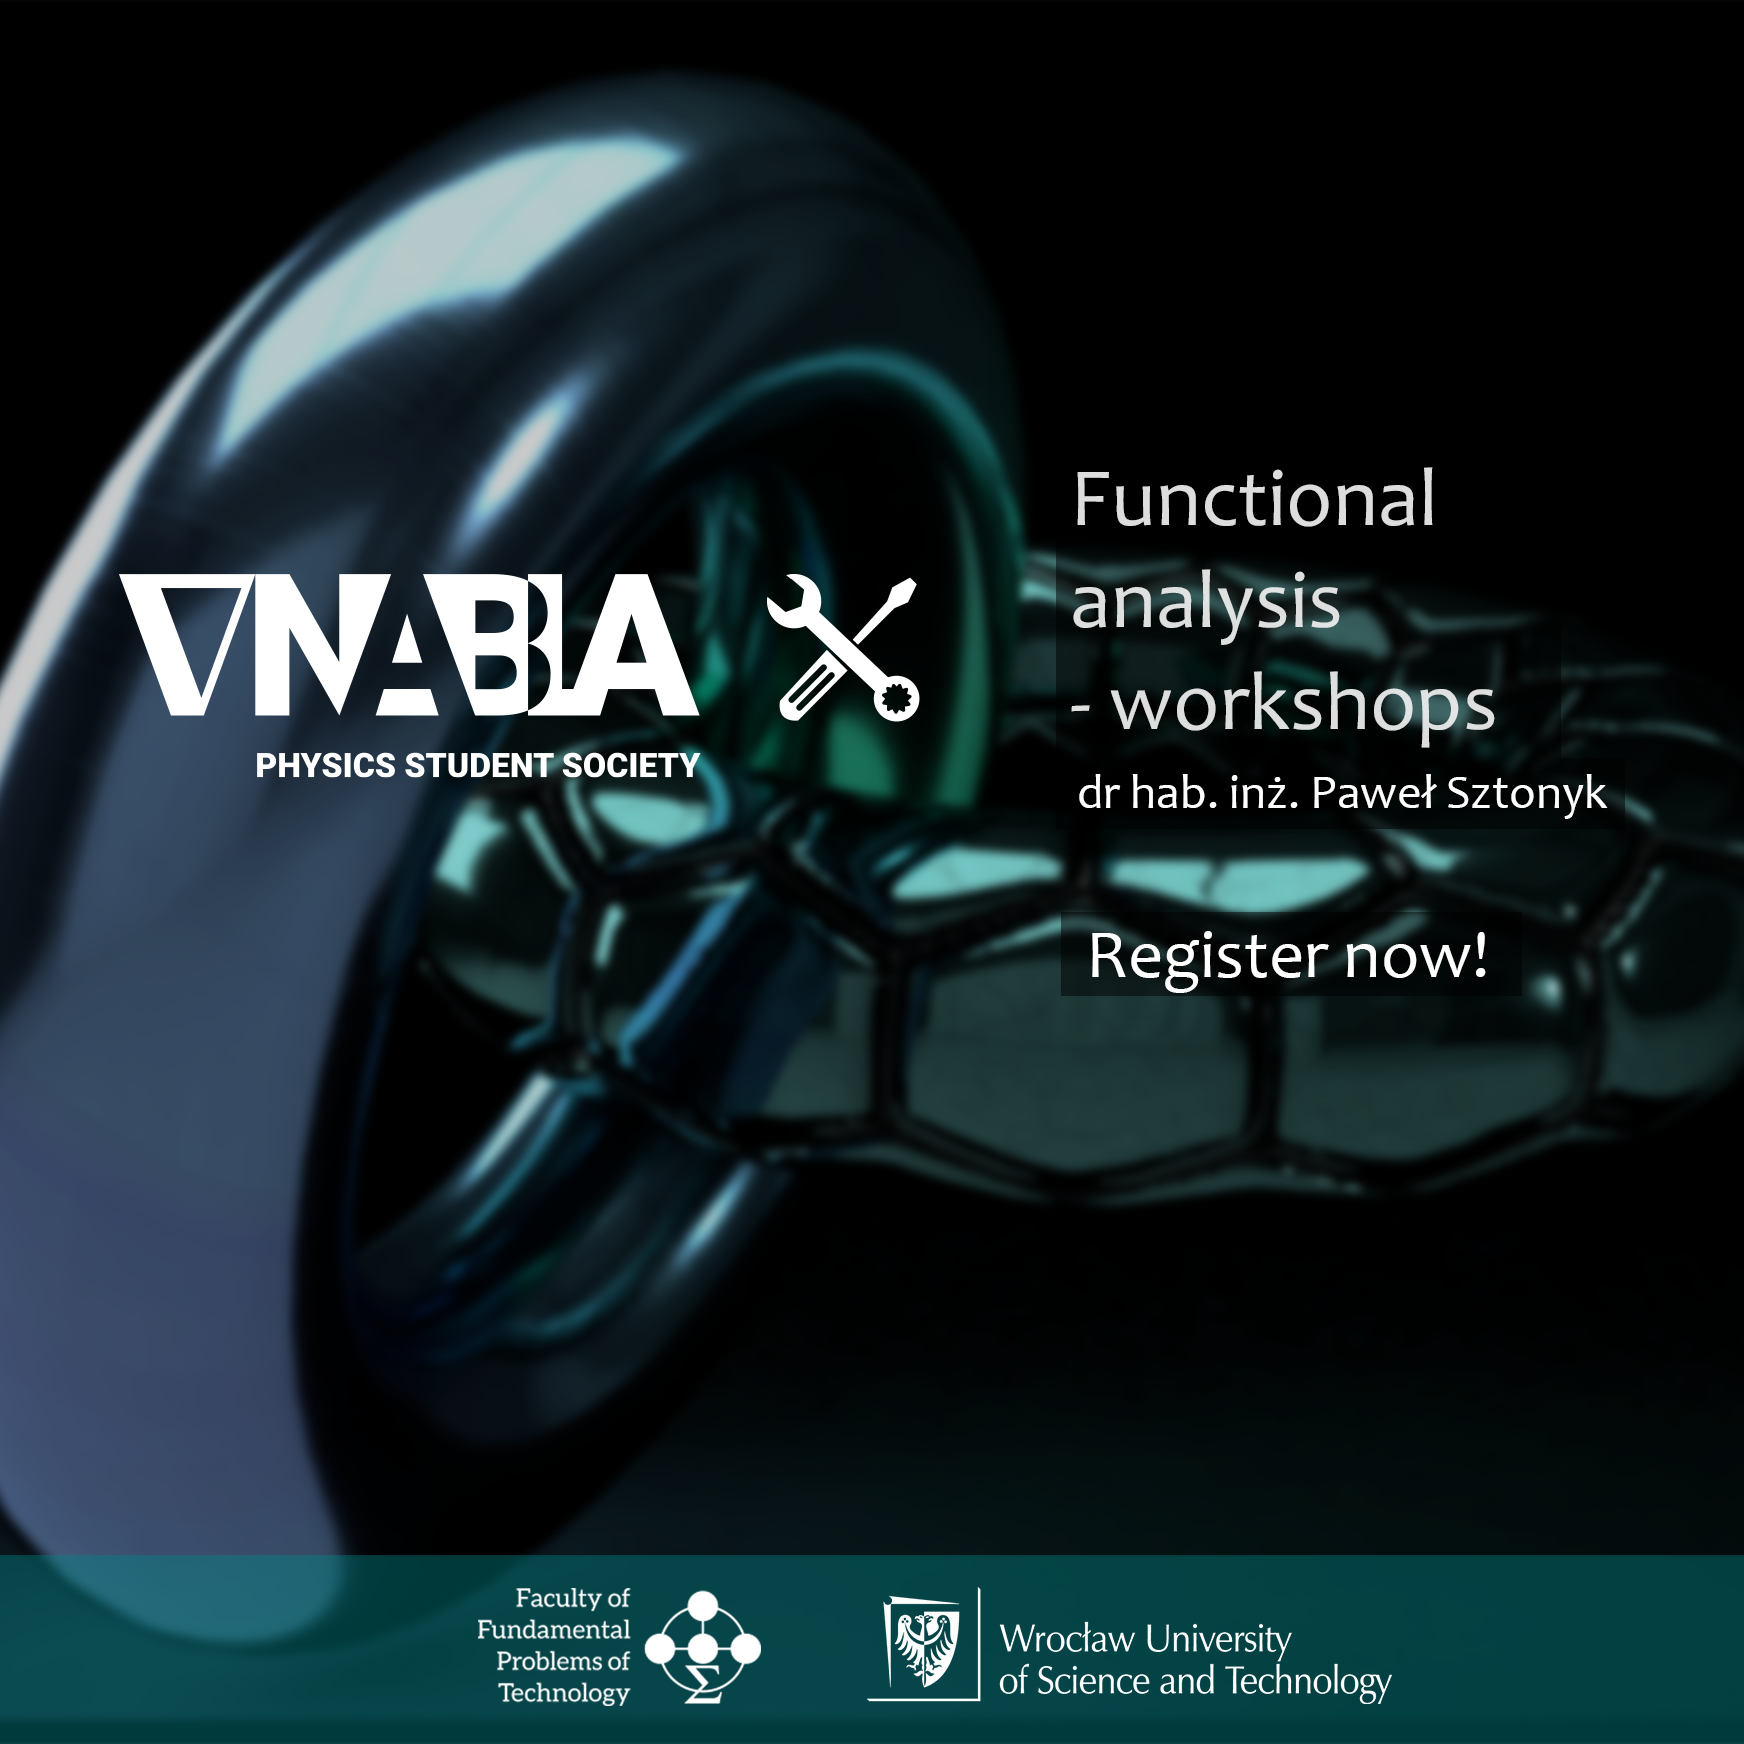 ∇NABLA
PHYSICS STUDENT SOCIETY
Functional
analysis
- workshops
dr hab. inż. Paweł Sztonyk
Register now!
Faculty of
Fundamental
Problems of
Technology
Σ
Wrocław University
of Science and Technology